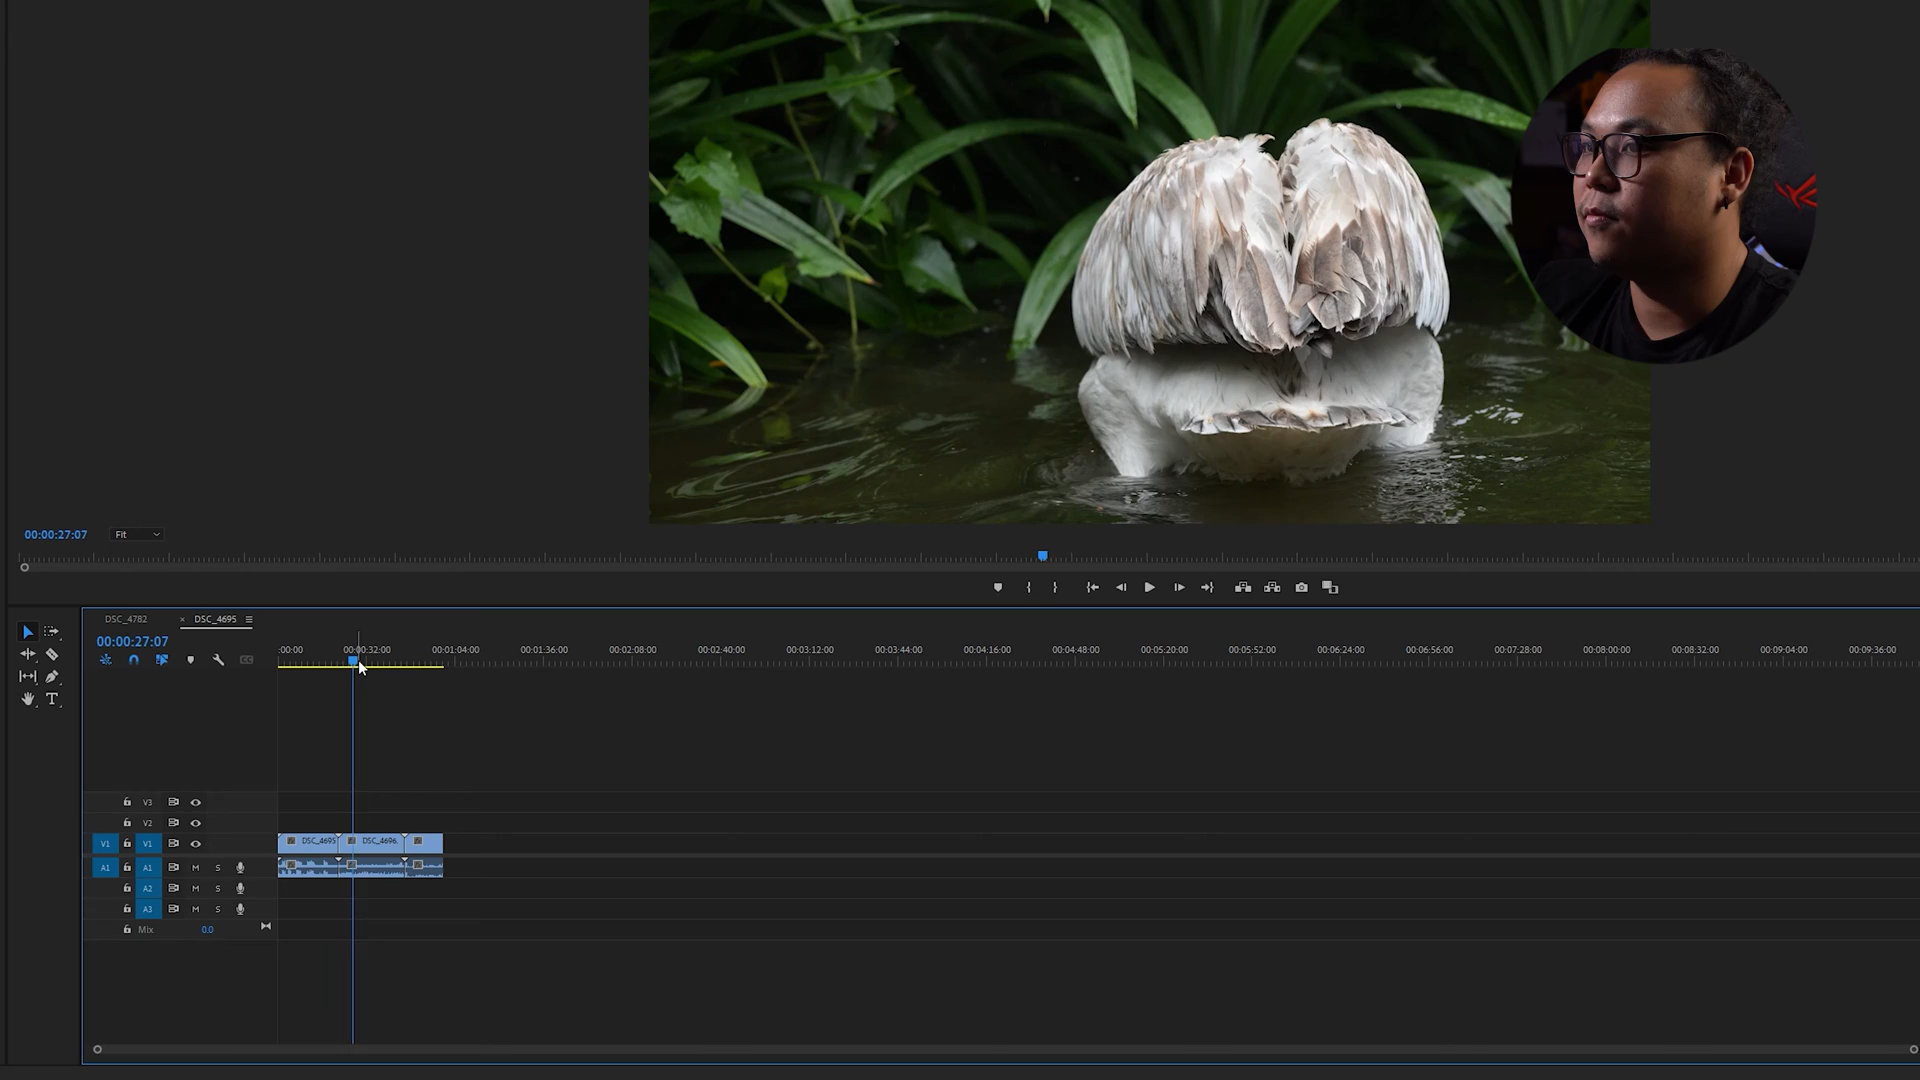 00:00:27:07 Fit
DSC_4782 × DSC_4695
00:00:27:07
:00:00 00:00:32:00 00:01:04:00 00:01:36:00 00:02:08:00 00:02:40:00 00:03:12:00 00:03:44:00 00:04:16:00 00:04:48:00 00:05:20:00 00:05:52:00 00:06:24:00 00:06:56:00 00:07:28:00 00:08:00:00 00:08:32:00 00:09:04:00 00:09:36:00
V3
V2
V1 V1 DSC_4695 DSC_4696.
A1 A1 M S
A2 M S
A3 M S
Mix 0.0